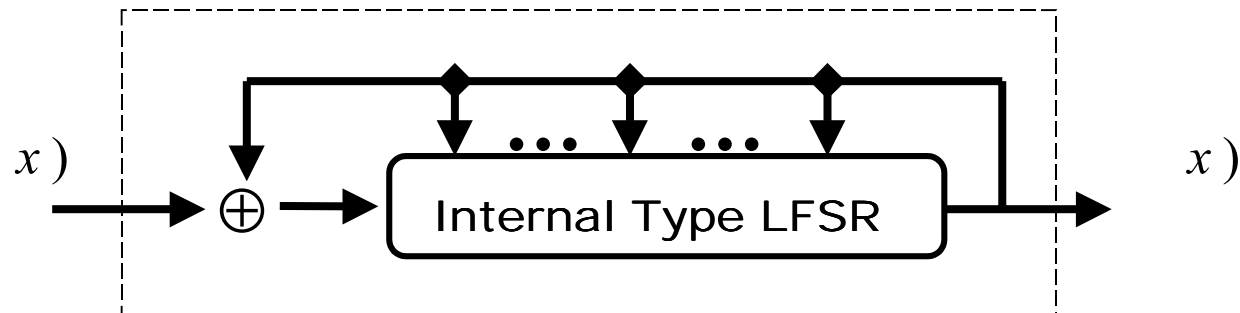 x )
Internal Type LFSR
x )